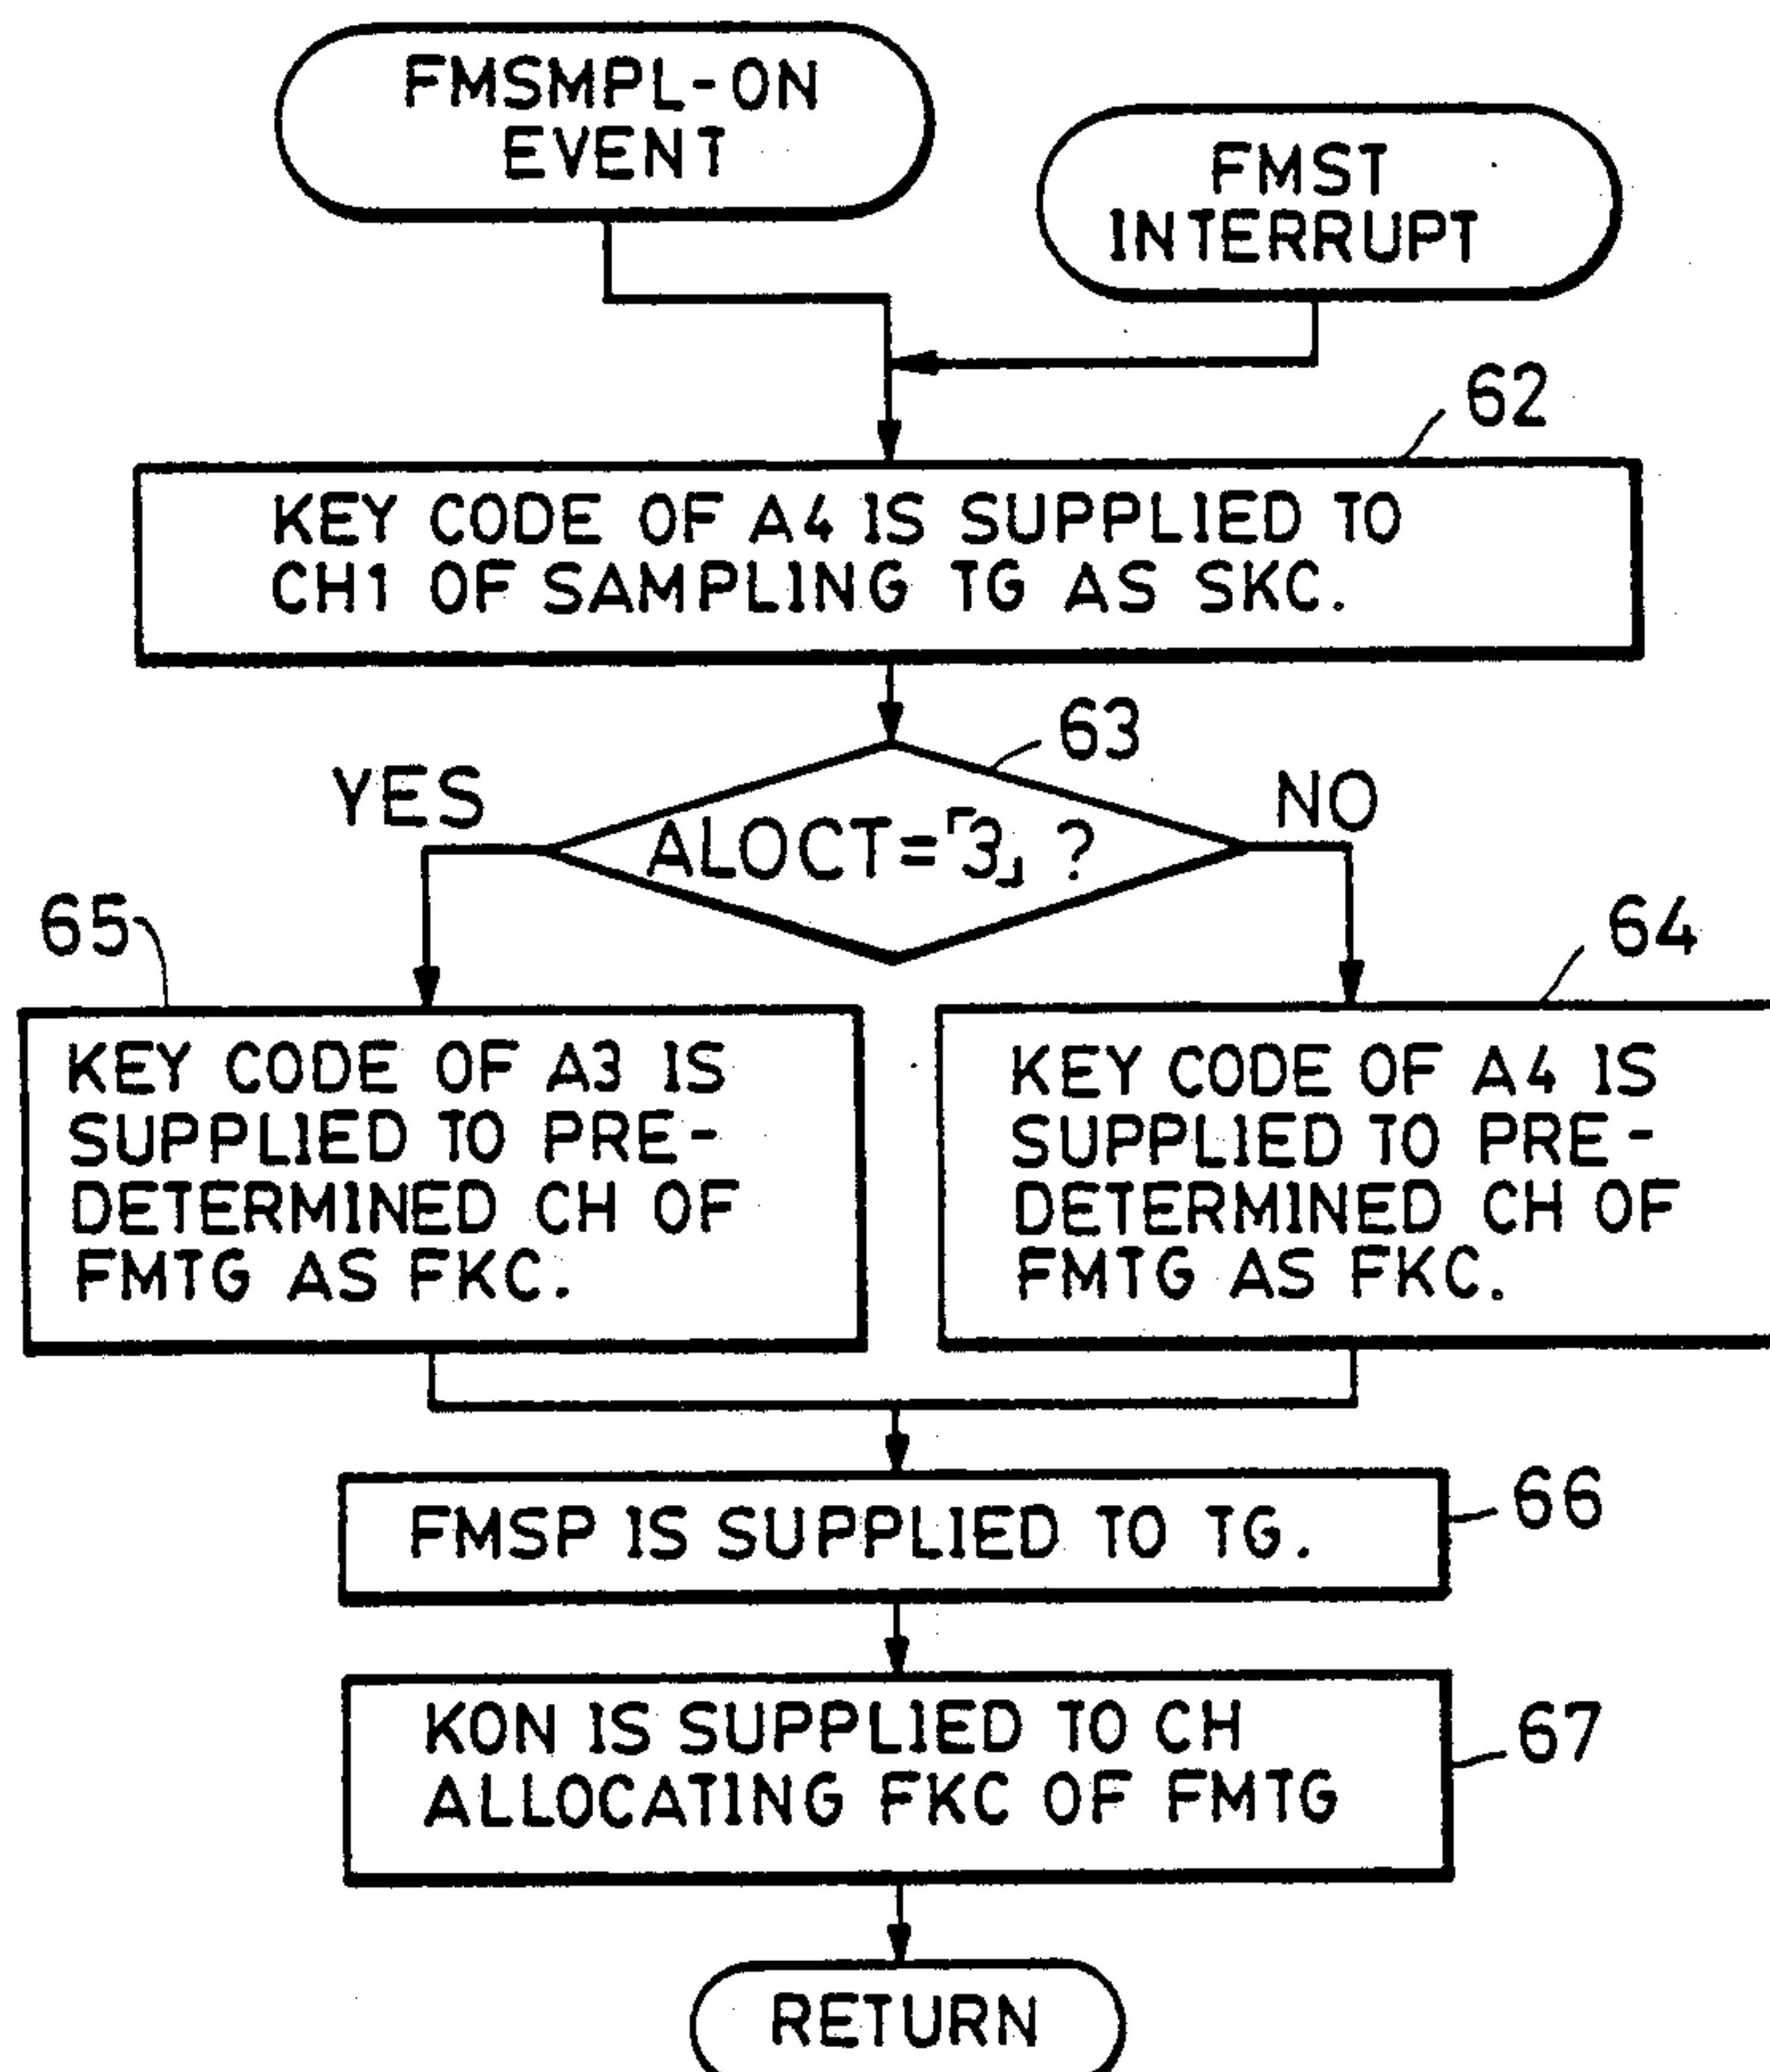 FMSMPL-ON
EVENT
FMST
INTERRUPT
62
KEY CODE OF A4 IS SUPPLIED TO
CH1 OF SAMPLING TG AS SKC.
63
YES
ALOCT=「3」 ?
NO
65
64
KEY CODE OF A3 IS
SUPPLIED TO PRE-
DETERMINED CH OF
FMTG AS FKC.
KEY CODE OF A4 IS
SUPPLIED TO PRE-
DETERMINED CH OF
FMTG AS FKC.
FMSP IS SUPPLIED TO TG.
66
KON IS SUPPLIED TO CH
ALLOCATING FKC OF FMTG
67
RETURN